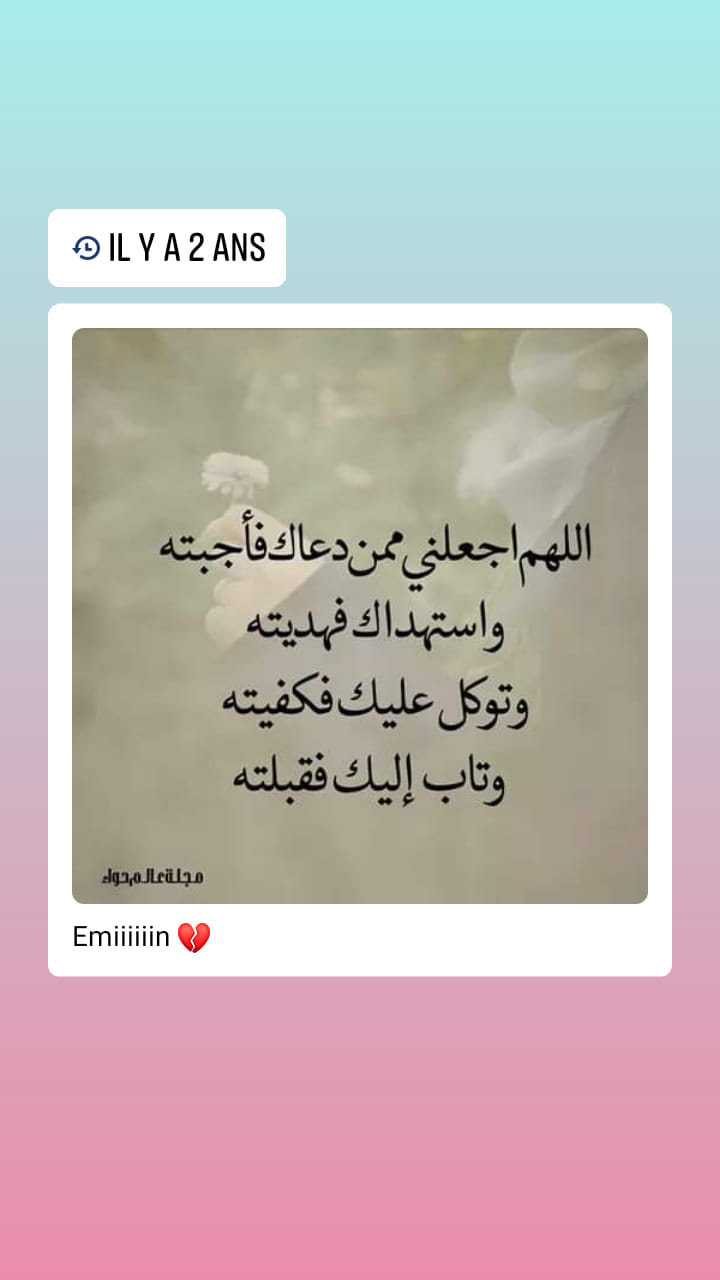 IL Y A 2 ANS
اللهم اجعلني ممن دعاك فأجبته
واستهداك فهديته
وتوكل عليك فكفيته
وتاب إليك فقبلته
مجلة عالم حواء
Emiiiiiin 💔